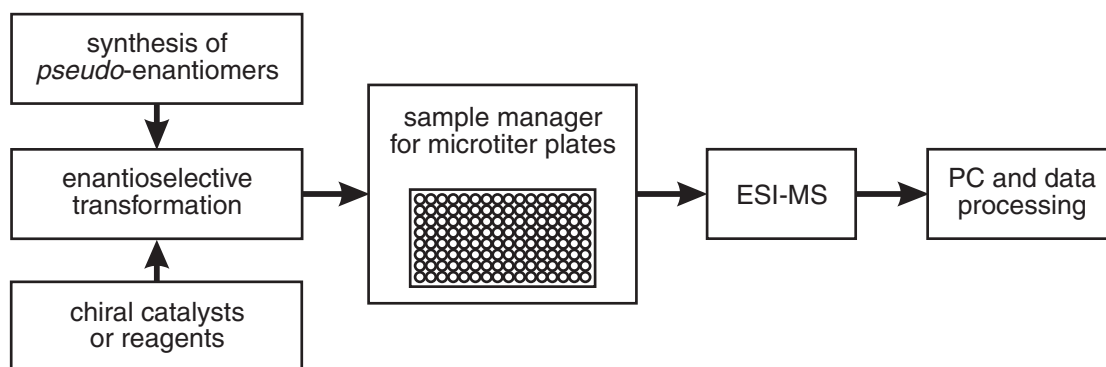 synthesis of
pseudo-enantiomers
enantioselective
transformation
chiral catalysts
or reagents
sample manager
for microtiter plates
ESI-MS
PC and data
processing